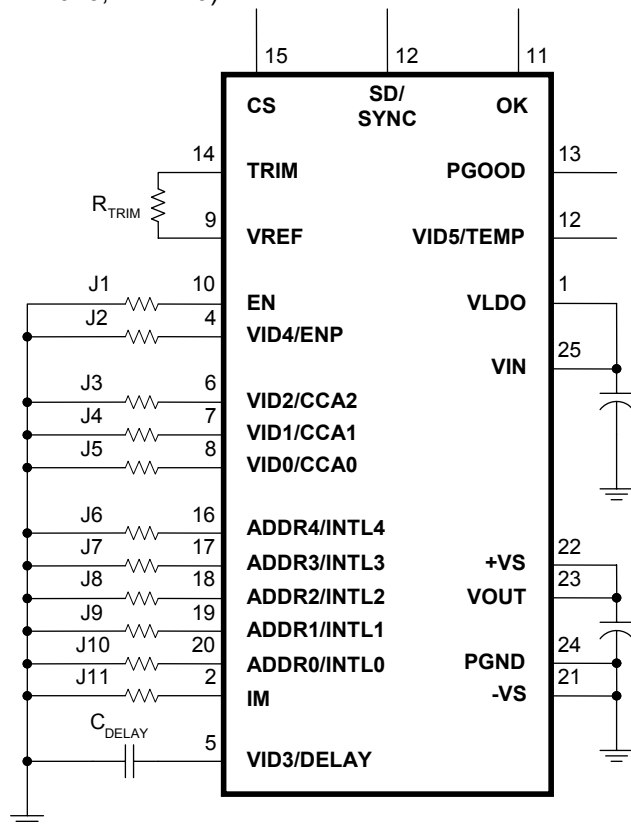 15 12 11
CS SD/ SYNC OK
14 TRIM PGOOD 13
R_TRIM
9 VREF VID5/TEMP 12
J1 10 EN VLDO 1
J2 4 VID4/ENP
VIN 25
J3 6 VID2/CCA2
J4 7 VID1/CCA1
J5 8 VID0/CCA0
J6 16 ADDR4/INTL4
J7 17 ADDR3/INTL3 +VS 22
J8 18 ADDR2/INTL2 VOUT 23
J9 19 ADDR1/INTL1
J10 20 ADDR0/INTL0 PGND 24
J11 2 IM -VS 21
C_DELAY 5 VID3/DELAY